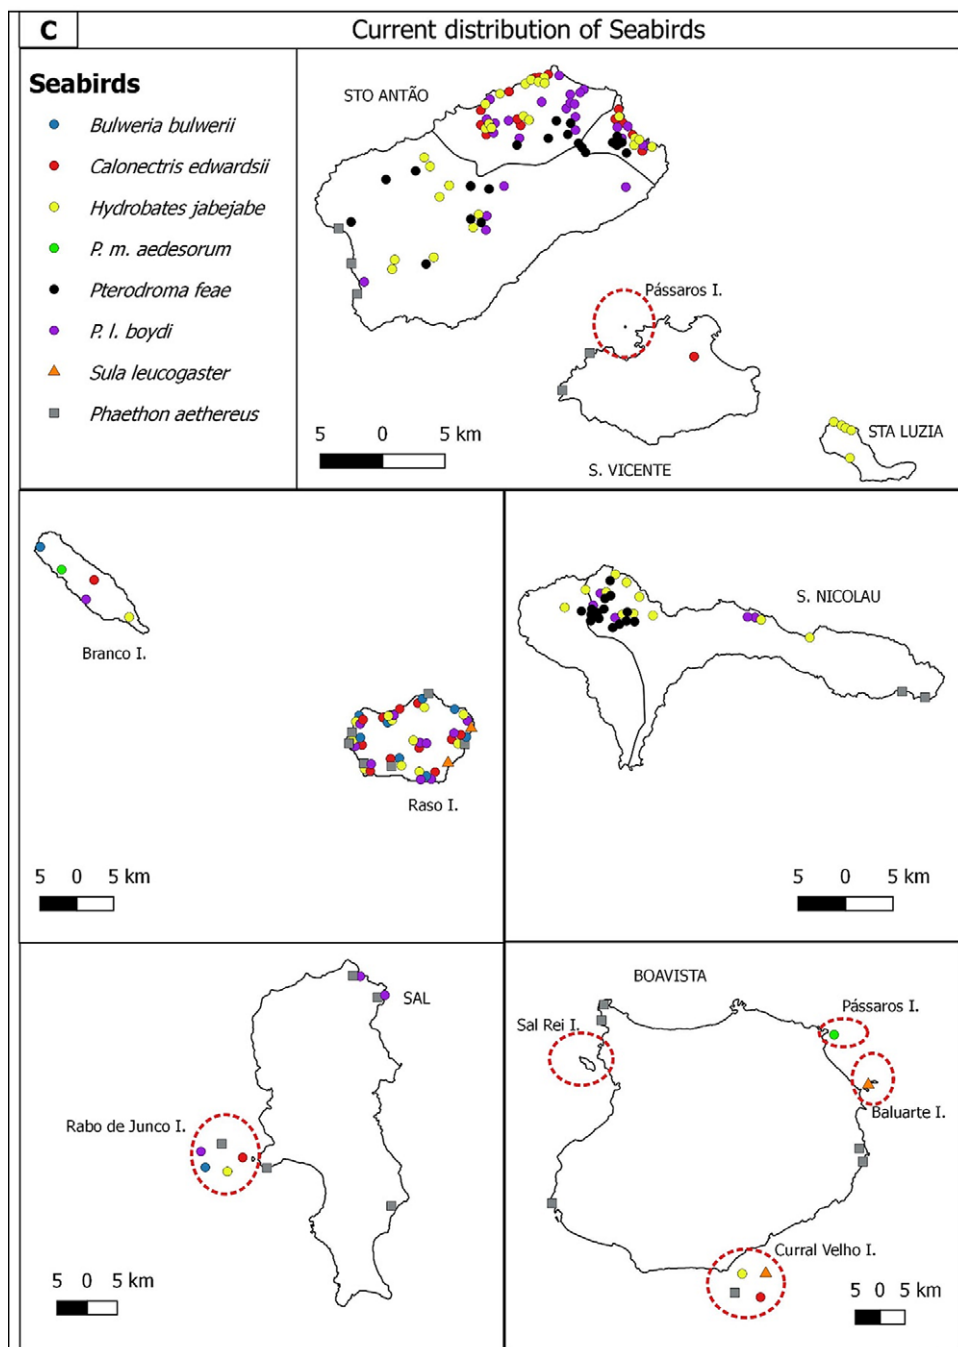 C
Current distribution of Seabirds
Seabirds
Bulweria bulwerii
Calonectris edwardsii
Hydrobates jabejabe
P. m. aedesorum
Pterodroma feae
P. l. boydi
Sula leucogaster
Phaethon aethereus
STO ANTÃO
Pássaros I.
STA LUZIA
S. VICENTE
5 0 5 km
Branco I.
Raso I.
5 0 5 km
S. NICOLAU
5 0 5 km
SAL
Rabo de Junco I.
5 0 5 km
BOAVISTA
Sal Rei I.
Pássaros I.
Baluarte I.
Curral Velho I.
5 0 5 km